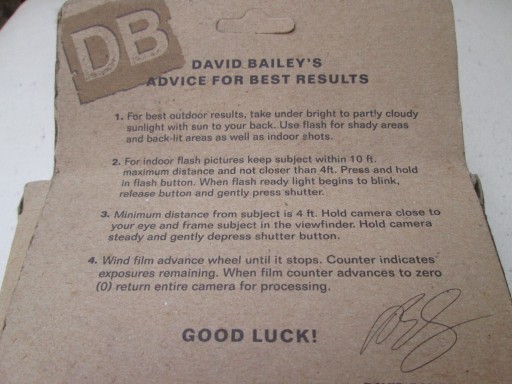 DB
DAVID BAILEY'S
ADVICE FOR BEST RESULTS
1. For best outdoor results, take under bright to partly cloudy
sunlight with sun to your back. Use flash for shady areas
and back-lit areas as well as indoor shots.
2. For indoor flash pictures keep subject within 10 ft.
maximum distance and not closer than 4ft. Press and hold
in flash button. When flash ready light begins to blink,
release button and gently press shutter.
3. Minimum distance from subject is 4 ft. Hold camera close to
your eye and frame subject in the viewfinder. Hold camera
steady and gently depress shutter button.
4. Wind film advance wheel until it stops. Counter indicates
exposures remaining. When film counter advances to zero
(0) return entire camera for processing.
GOOD LUCK!